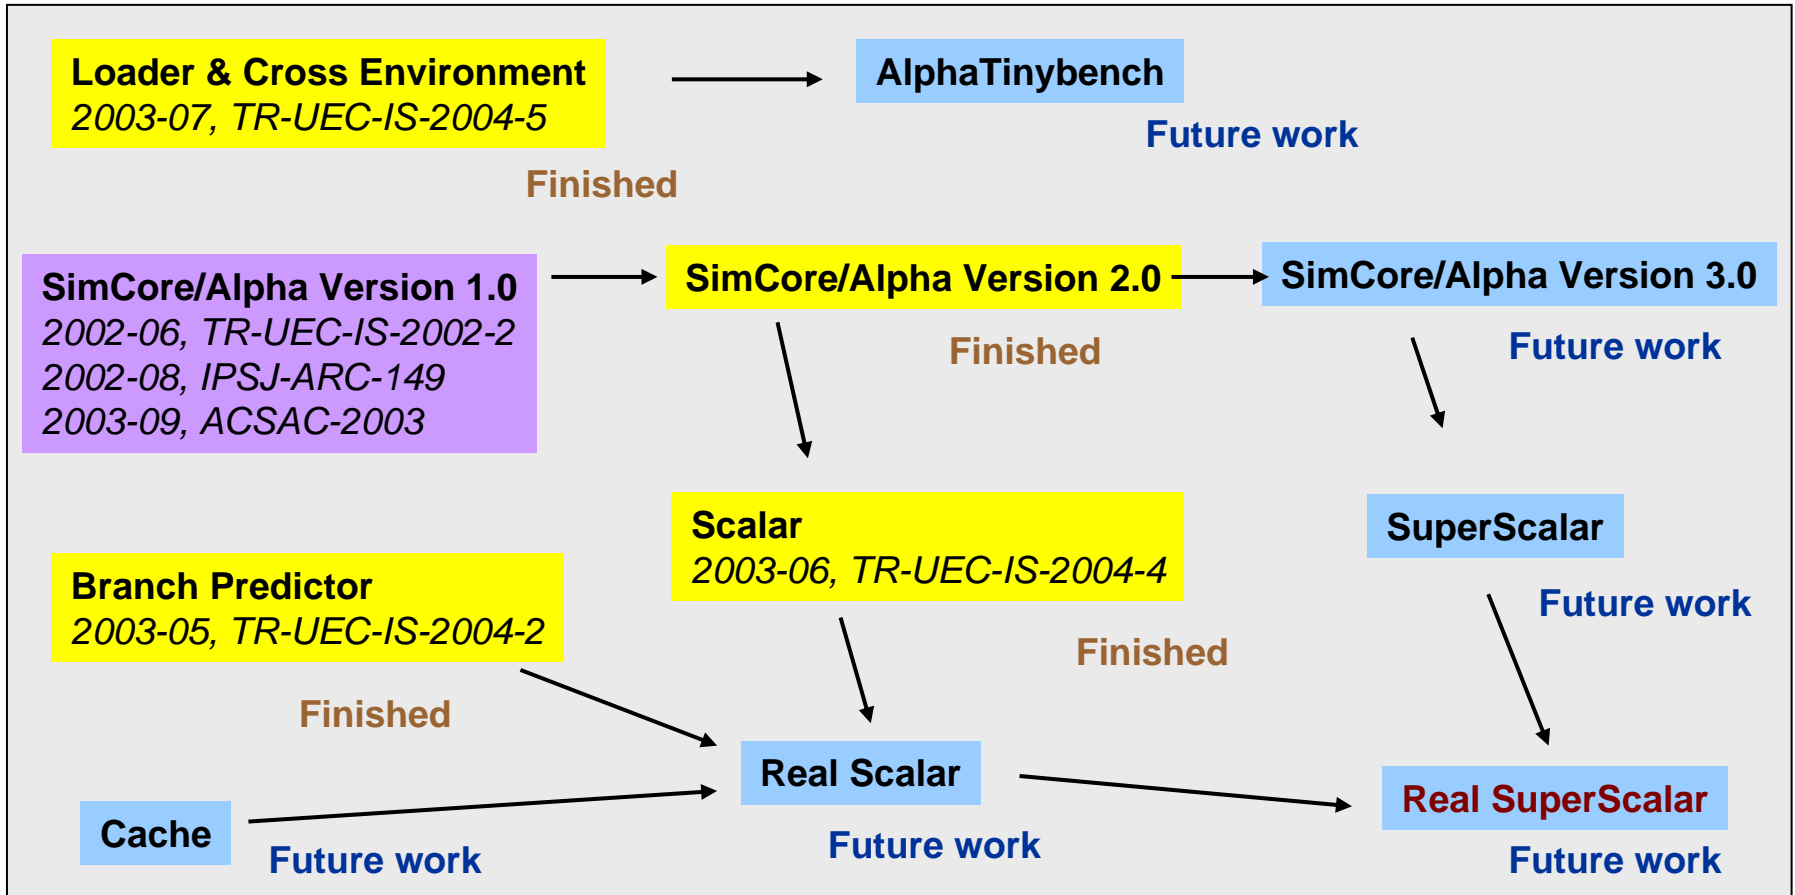 Loader & Cross Environment
2003-07, TR-UEC-IS-2004-5
Finished
AlphaTinybench
Future work
SimCore/Alpha Version 1.0
2002-06, TR-UEC-IS-2002-2
2002-08, IPSJ-ARC-149
2003-09, ACSAC-2003
SimCore/Alpha Version 2.0
Finished
SimCore/Alpha Version 3.0
Future work
Scalar
2003-06, TR-UEC-IS-2004-4
Finished
SuperScalar
Future work
Branch Predictor
2003-05, TR-UEC-IS-2004-2
Finished
Cache
Future work
Real Scalar
Future work
Real SuperScalar
Future work